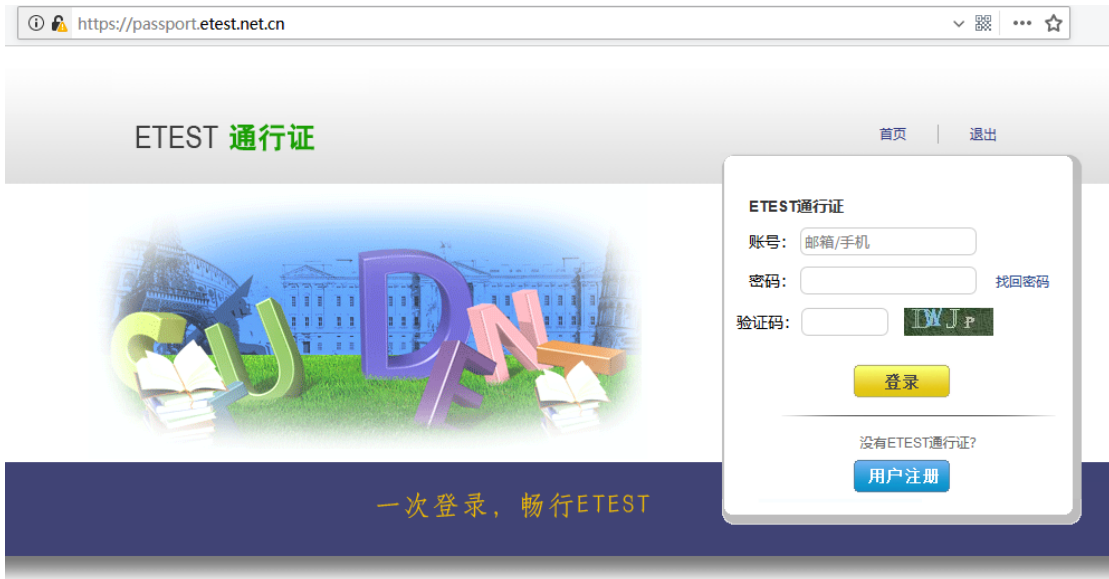 https://passport.etest.net.cn
ETEST 通行证
首页 退出
ETEST通行证
账号： 邮箱/手机
密码： 找回密码
验证码： DWJP
登录
没有ETEST通行证?
用户注册
一次登录，畅行ETEST